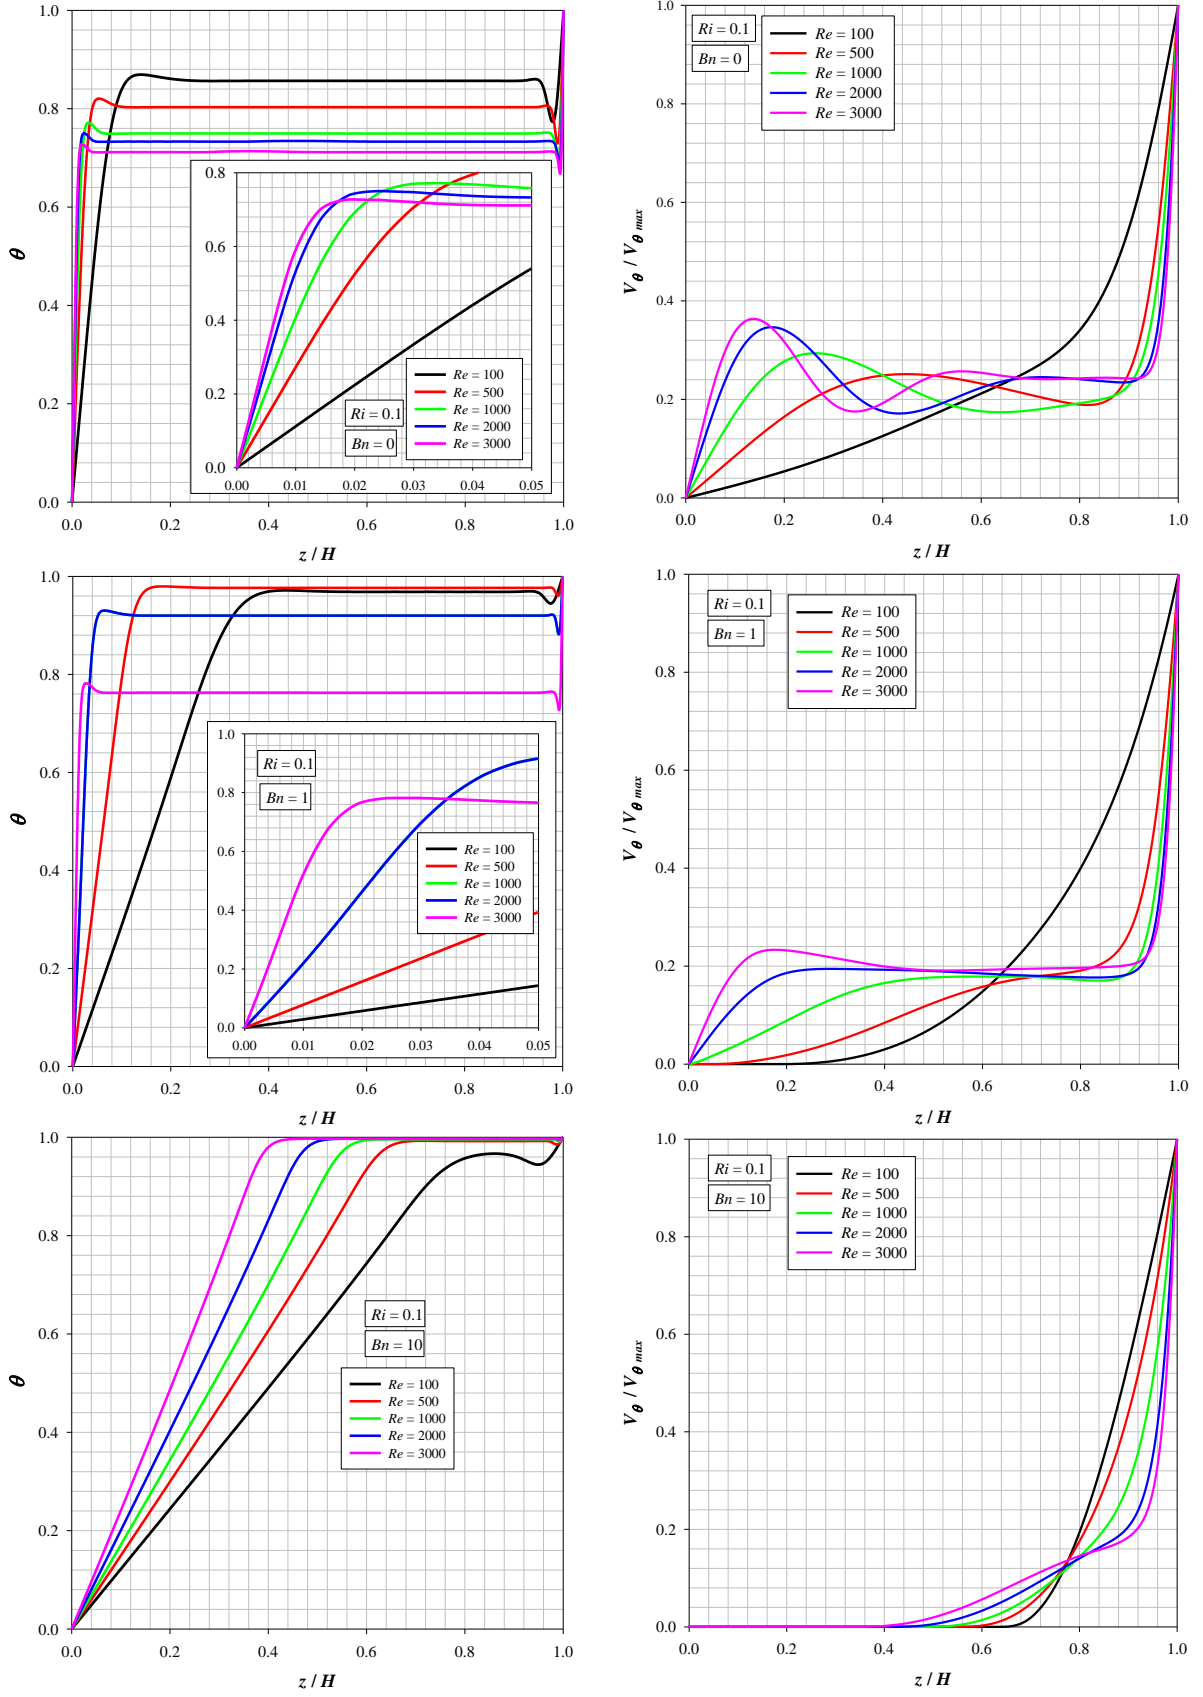 1.0
0.8
0.6
0.4
0.2
0.0
θ
0.8
0.6
0.4
0.2
0.0
0.00 0.01 0.02 0.03 0.04 0.05
Ri = 0.1
Bn = 0
Re = 100
Re = 500
Re = 1000
Re = 2000
Re = 3000
0.0 0.2 0.4 0.6 0.8 1.0
z / H
1.0
0.8
0.6
0.4
0.2
0.0
Vθ / Vθ max
Ri = 0.1
Bn = 0
Re = 100
Re = 500
Re = 1000
Re = 2000
Re = 3000
0.0 0.2 0.4 0.6 0.8 1.0
z / H
1.0
0.8
0.6
0.4
0.2
0.0
θ
1.0
0.8
0.6
0.4
0.2
0.0
0.00 0.01 0.02 0.03 0.04 0.05
Ri = 0.1
Bn = 1
Re = 100
Re = 500
Re = 1000
Re = 2000
Re = 3000
0.0 0.2 0.4 0.6 0.8 1.0
z / H
1.0
0.8
0.6
0.4
0.2
0.0
Vθ / Vθ max
Ri = 0.1
Bn = 1
Re = 100
Re = 500
Re = 1000
Re = 2000
Re = 3000
0.0 0.2 0.4 0.6 0.8 1.0
z / H
1.0
0.8
0.6
0.4
0.2
0.0
θ
Ri = 0.1
Bn = 10
Re = 100
Re = 500
Re = 1000
Re = 2000
Re = 3000
0.0 0.2 0.4 0.6 0.8 1.0
z / H
1.0
0.8
0.6
0.4
0.2
0.0
Vθ / Vθ max
Ri = 0.1
Bn = 10
Re = 100
Re = 500
Re = 1000
Re = 2000
Re = 3000
0.0 0.2 0.4 0.6 0.8 1.0
z / H